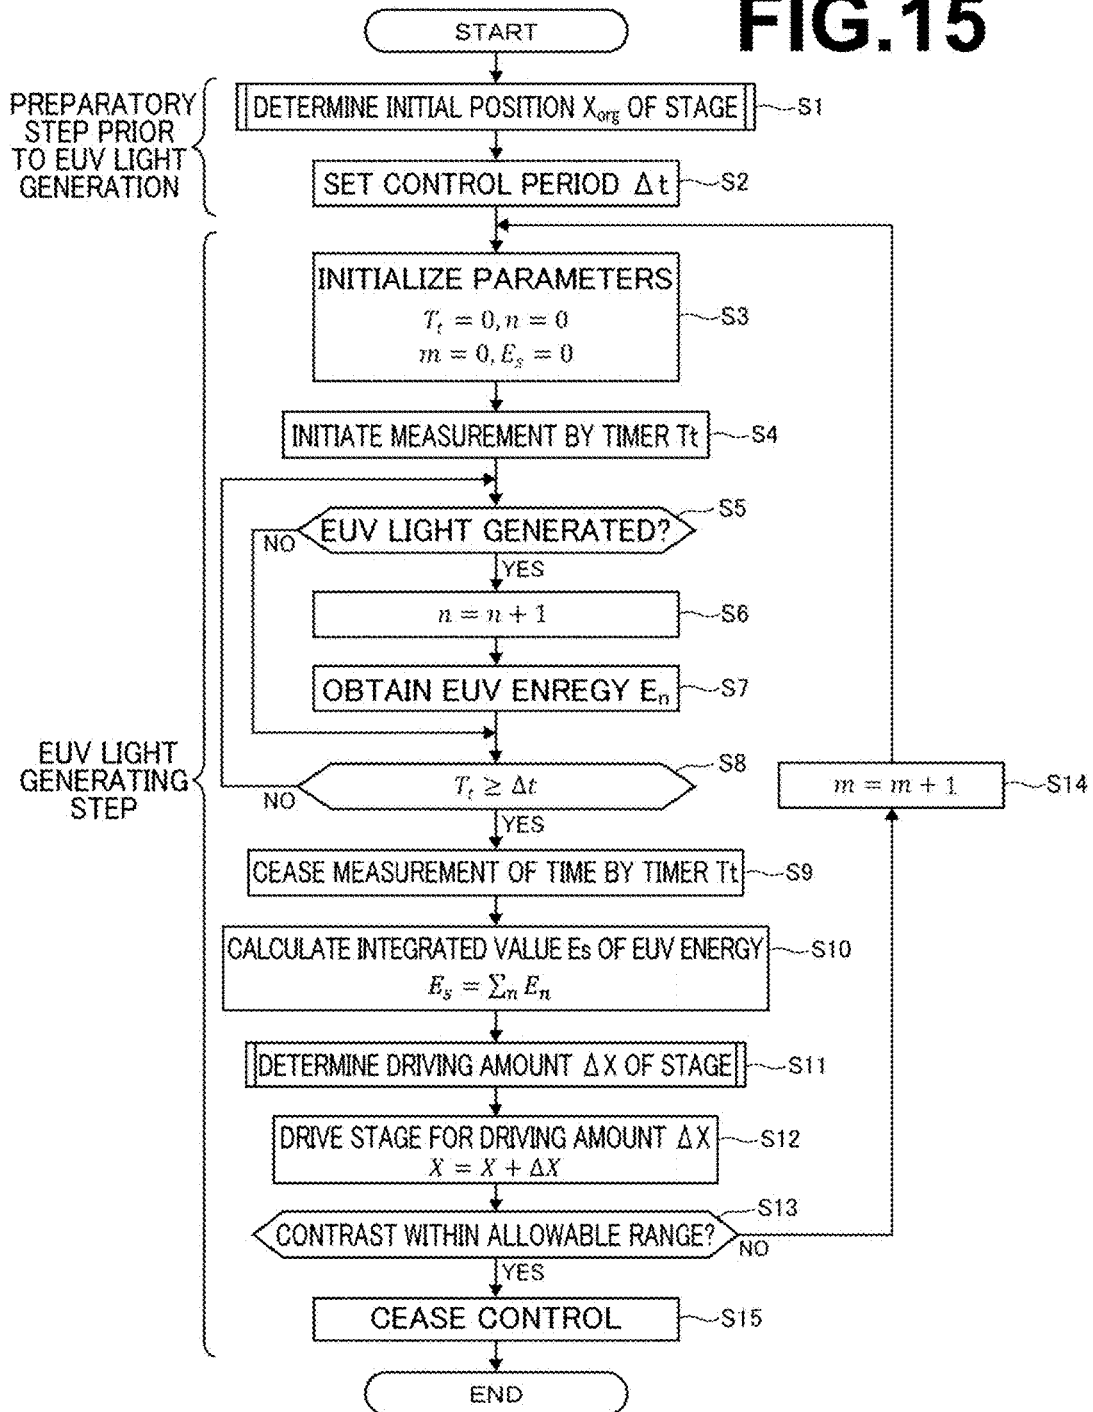 FIG.15
START
PREPARATORY
STEP PRIOR
TO EUV LIGHT
GENERATION
DETERMINE INITIAL POSITION Xorg OF STAGE
S1
SET CONTROL PERIOD Δt
S2
INITIALIZE PARAMETERS
Tt = 0, n = 0
m = 0, Es = 0
S3
INITIATE MEASUREMENT BY TIMER Tt
S4
EUV LIGHT GENERATED?
S5
NO
YES
n = n + 1
S6
OBTAIN EUV ENREGY En
S7
EUV LIGHT
GENERATING
STEP
Tt ≥ Δt
S8
NO
YES
m = m + 1
S14
CEASE MEASUREMENT OF TIME BY TIMER Tt
S9
CALCULATE INTEGRATED VALUE Es OF EUV ENERGY
Es = ∑n En
S10
DETERMINE DRIVING AMOUNT ΔX OF STAGE
S11
DRIVE STAGE FOR DRIVING AMOUNT ΔX
X = X + ΔX
S12
CONTRAST WITHIN ALLOWABLE RANGE?
S13
NO
YES
CEASE CONTROL
S15
END